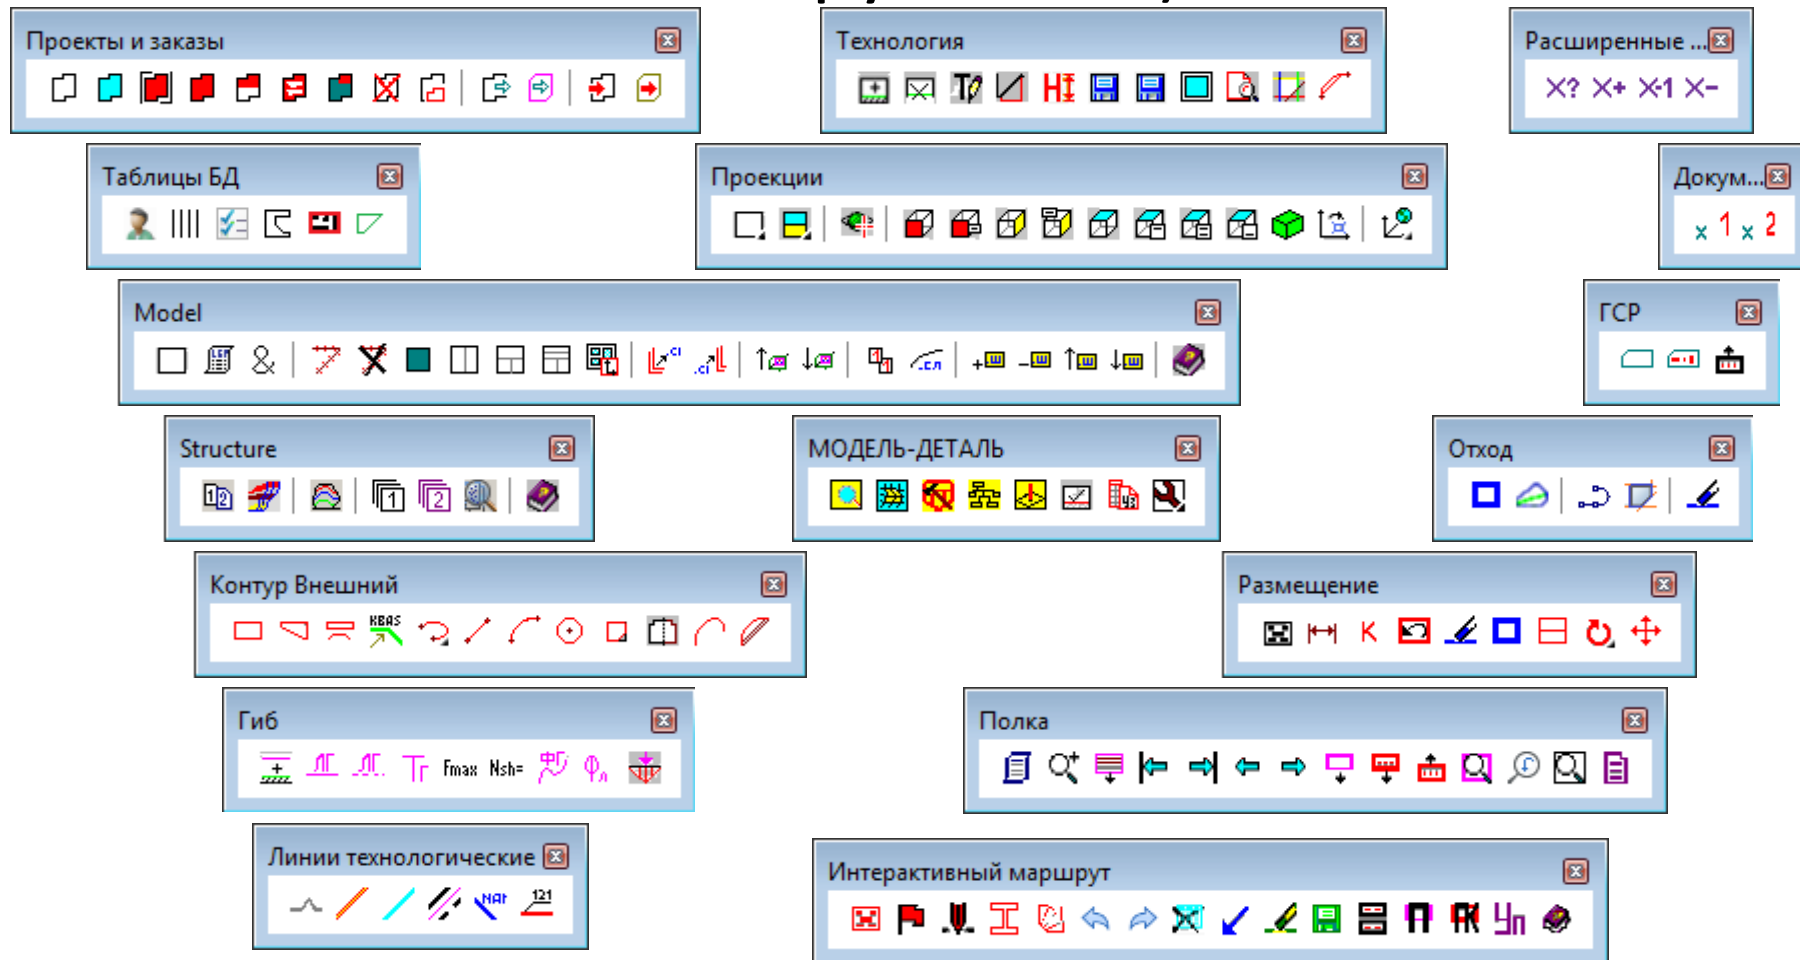 Проекты и заказы
Технология
Расширенные ...
Таблицы БД
Проекции
Докум...
x 1 x 2
Model
ГСР
Structure
МОДЕЛЬ-ДЕТАЛЬ
Отход
Контур Внешний
KBAS
Размещение
K
Гиб
Fmax Nsh=
Полка
Линии технологические
121
Интерактивный маршрут
Уп